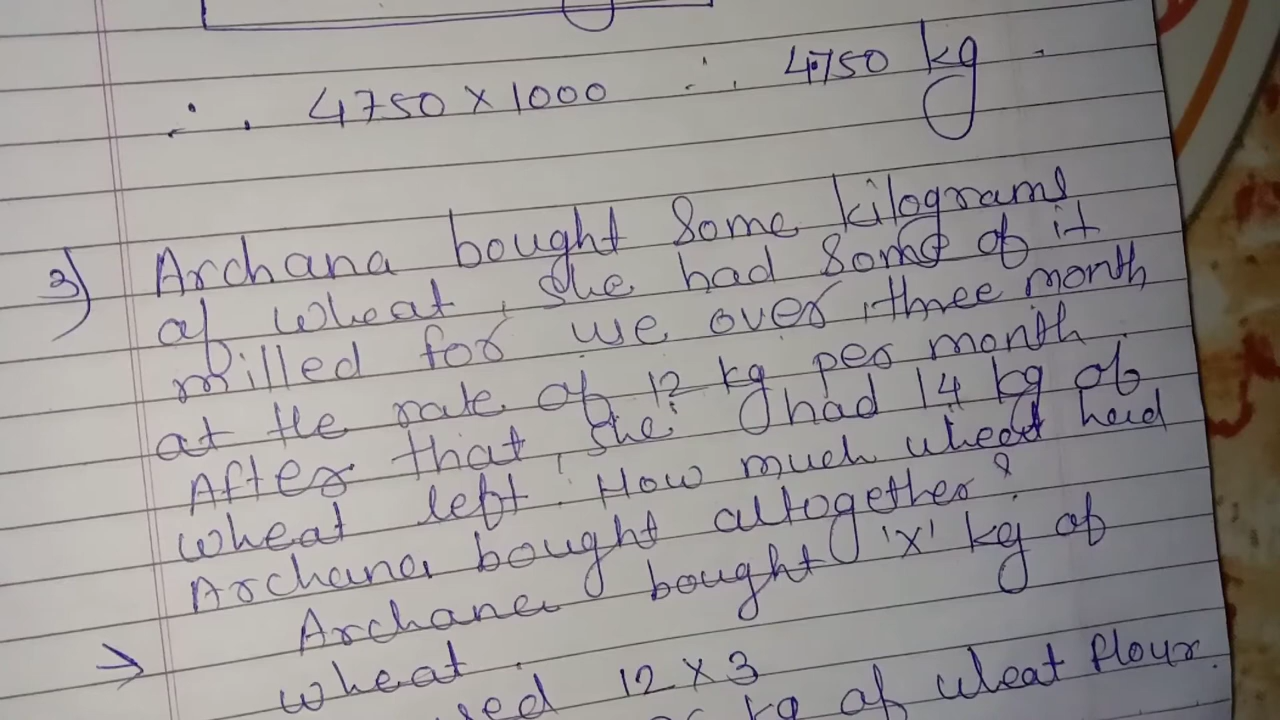 ∴ 4750 × 1000 ∴ 4.750 kg.
3) Archana bought some kilograms
of wheat, she had some of it
milled for use over, three month
at the rate of 12 kg per month
After that, she had 14 kg of
wheat left. How much wheat had
Archana bought altogether?
→ Archana bought 'x' kg of
wheat.
12 × 3
kg of wheat flour.